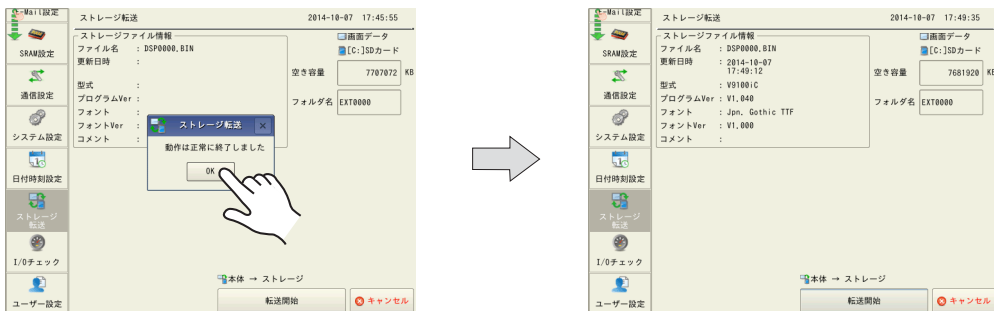 E-Mail設定
SRAM設定
通信設定
システム設定
日付時刻設定
ストレージ
転送
I/Oチェック
ユーザー設定
ストレージ転送 2014-10-07 17:45:55
ストレージファイル情報
ファイル名 : DSP0000.BIN
更新日時 :
型式 :
プログラムVer :
フォント :
フォントVer :
コメント :
画面データ
[C:]SDカード
空き容量 7707072 KB
フォルダ名 EXT0000
ストレージ転送
動作は正常に終了しました
OK
本体 → ストレージ
転送開始
キャンセル
E-Mail設定
SRAM設定
通信設定
システム設定
日付時刻設定
ストレージ
転送
I/Oチェック
ユーザー設定
ストレージ転送 2014-10-07 17:49:35
ストレージファイル情報
ファイル名 : DSP0000.BIN
更新日時 : 2014-10-07
17:49:12
型式 : V9100iC
プログラムVer : V1.040
フォント : Jpn. Gothic TTF
フォントVer : V1.000
コメント :
画面データ
[C:]SDカード
空き容量 7681920 KB
フォルダ名 EXT0000
本体 → ストレージ
転送開始
キャンセル